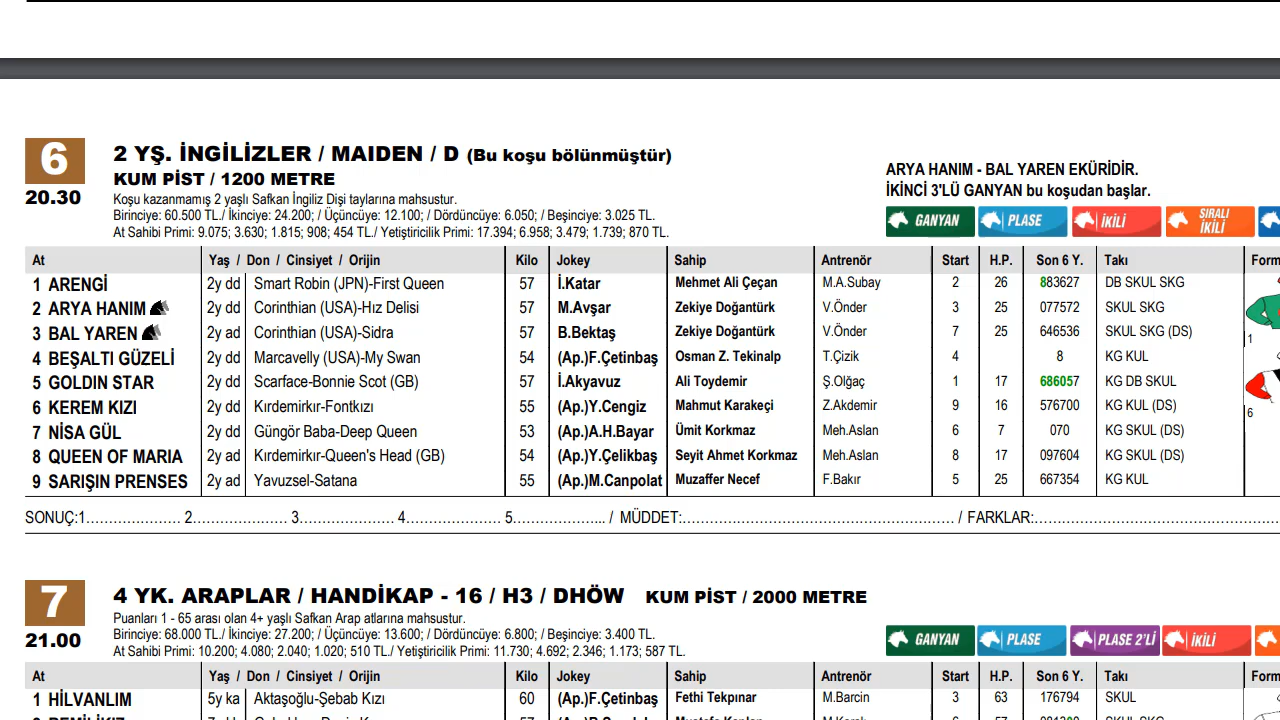 6
20.30
2 YŞ. İNGİLİZLER / MAIDEN / D (Bu koşu bölünmüştür)
KUM PİST / 1200 METRE
Koşu kazanmamış 2 yaşlı Safkan İngiliz Dişi taylarına mahsustur.
Birinciye: 60.500 TL./ İkinciye: 24.200; / Üçüncüye: 12.100; / Dördüncüye: 6.050; / Beşinciye: 3.025 TL.
At Sahibi Primi: 9.075; 3.630; 1.815; 908; 454 TL./ Yetiştiricilik Primi: 17.394; 6.958; 3.479; 1.739; 870 TL.
ARYA HANIM - BAL YAREN EKÜRİDİR.
İKİNCİ 3'LÜ GANYAN bu koşudan başlar.
GANYAN PLASE İKİLİ SIRALI İKİLİ
At Yaş / Don / Cinsiyet / Orijin Kilo Jokey Sahip Antrenör Start H.P. Son 6 Y. Takı Form
1 ARENGİ 2y dd Smart Robin (JPN)-First Queen 57 İ.Katar Mehmet Ali Çeçan M.A.Subay 2 26 883627 DB SKUL SKG
2 ARYA HANIM 2y dd Corinthian (USA)-Hız Delisi 57 M.Avşar Zekiye Doğantürk V.Önder 3 25 077572 SKUL SKG
3 BAL YAREN 2y ad Corinthian (USA)-Sidra 57 B.Bektaş Zekiye Doğantürk V.Önder 7 25 646536 SKUL SKG (DS) 1
4 BEŞALTI GÜZELİ 2y dd Marcavelly (USA)-My Swan 54 (Ap.)F.Çetinbaş Osman Z. Tekinalp T.Çizik 4 8 KG KUL
5 GOLDIN STAR 2y dd Scarface-Bonnie Scot (GB) 57 İ.Akyavuz Ali Toydemir Ş.Olğaç 1 17 686057 KG DB SKUL
6 KEREM KIZI 2y dd Kırdemirkır-Fontkızı 55 (Ap.)Y.Cengiz Mahmut Karakeçi Z.Akdemir 9 16 576700 KG KUL (DS) 6
7 NİSA GÜL 2y dd Güngör Baba-Deep Queen 53 (Ap.)A.H.Bayar Ümit Korkmaz Meh.Aslan 6 7 070 KG SKUL (DS)
8 QUEEN OF MARIA 2y ad Kırdemirkır-Queen's Head (GB) 54 (Ap.)Y.Çelikbaş Seyit Ahmet Korkmaz Meh.Aslan 8 17 097604 KG SKUL (DS)
9 SARIŞIN PRENSES 2y ad Yavuzsel-Satana 55 (Ap.)M.Canpolat Muzaffer Necef F.Bakır 5 25 667354 KG KUL
SONUÇ:1………………… 2………………… 3………………… 4………………… 5………………... / MÜDDET:……………………………………………… / FARKLAR:………………………………………………
7
21.00
4 YK. ARAPLAR / HANDİKAP - 16 / H3 / DHÖW KUM PİST / 2000 METRE
Puanları 1 - 65 arası olan 4+ yaşlı Safkan Arap atlarına mahsustur.
Birinciye: 68.000 TL./ İkinciye: 27.200; / Üçüncüye: 13.600; / Dördüncüye: 6.800; / Beşinciye: 3.400 TL.
At Sahibi Primi: 10.200; 4.080; 2.040; 1.020; 510 TL./ Yetiştiricilik Primi: 11.730; 4.692; 2.346; 1.173; 587 TL.
GANYAN PLASE PLASE 2'Lİ İKİLİ
At Yaş / Don / Cinsiyet / Orijin Kilo Jokey Sahip Antrenör Start H.P. Son 6 Y. Takı Form
1 HİLVANLIM 5y ka Aktaşoğlu-Şebab Kızı 60 (Ap.)F.Çetinbaş Fethi Tekpınar M.Barcin 3 63 176794 SKUL